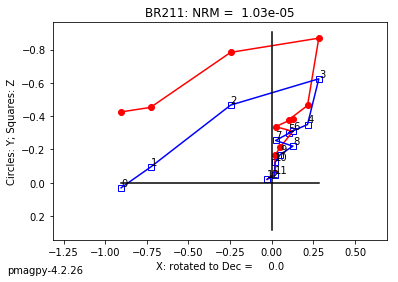 BR211: NRM = 1.03e-05
Circles: Y; Squares: Z
−0.8
−0.6
−0.4
−0.2
0.0
0.2
0
1
2
3
4
6
7
8
−1.25 −1.00 −0.75 −0.50 −0.25 0.00 0.25 0.50
X: rotated to Dec = 0.0
pmagpy-4.2.26